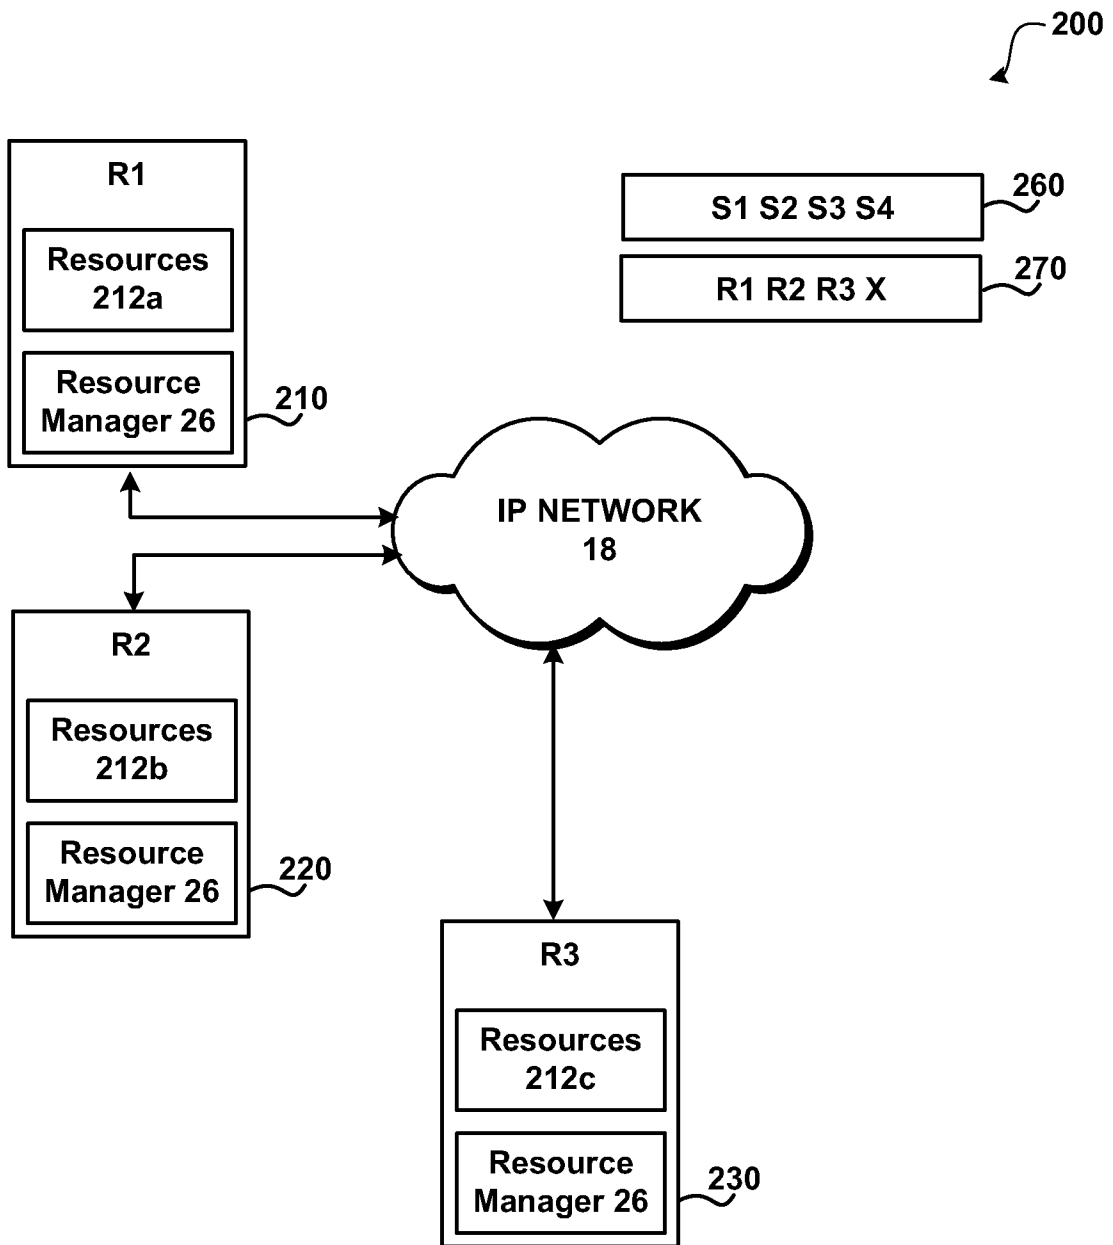 200
R1
Resources
212a
Resource
Manager 26
210
S1 S2 S3 S4
260
R1 R2 R3 X
270
IP NETWORK
18
R2
Resources
212b
Resource
Manager 26
220
R3
Resources
212c
Resource
Manager 26
230